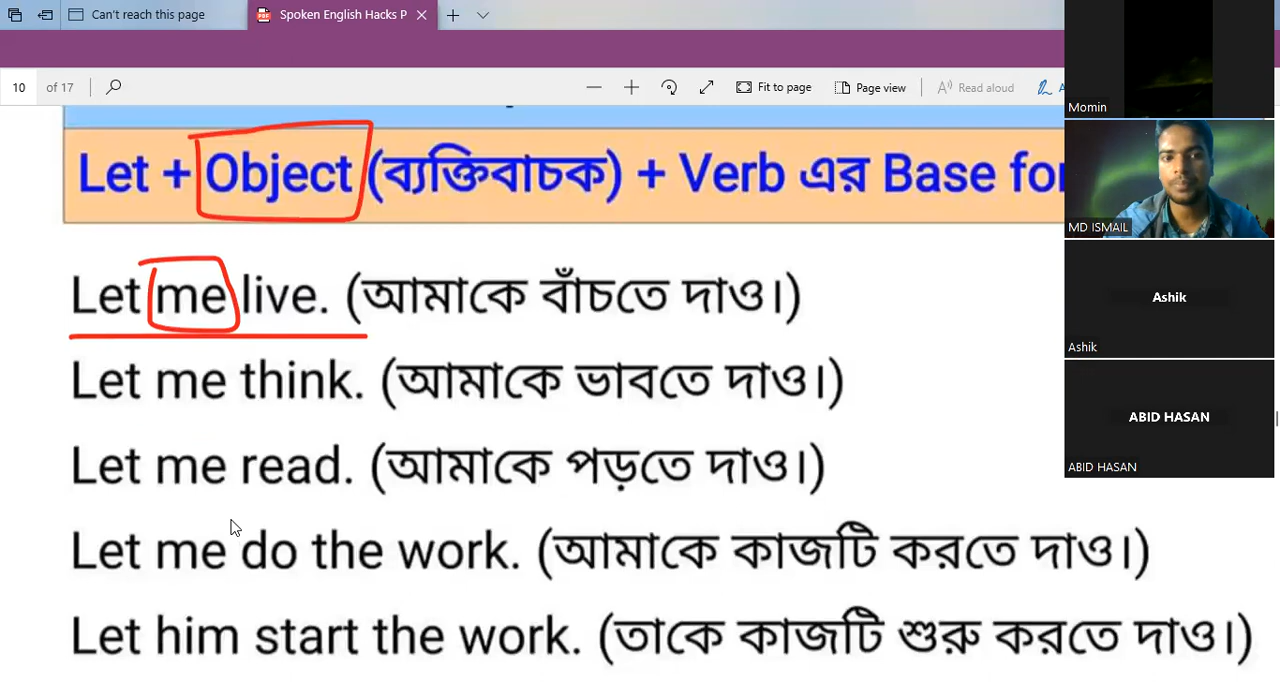 Can't reach this page
Spoken English Hacks P
10 of 17
Fit to page
Page view
Read aloud
Momin
Let + Object (ব্যক্তিবাচক) + Verb এর Base for
MD ISMAIL
Let me live. (আমাকে বাঁচতে দাও।)
Ashik
Ashik
Let me think. (আমাকে ভাবতে দাও।)
ABID HASAN
Let me read. (আমাকে পড়তে দাও।)
ABID HASAN
Let me do the work. (আমাকে কাজটি করতে দাও।)
Let him start the work. (তাকে কাজটি শুরু করতে দাও।)